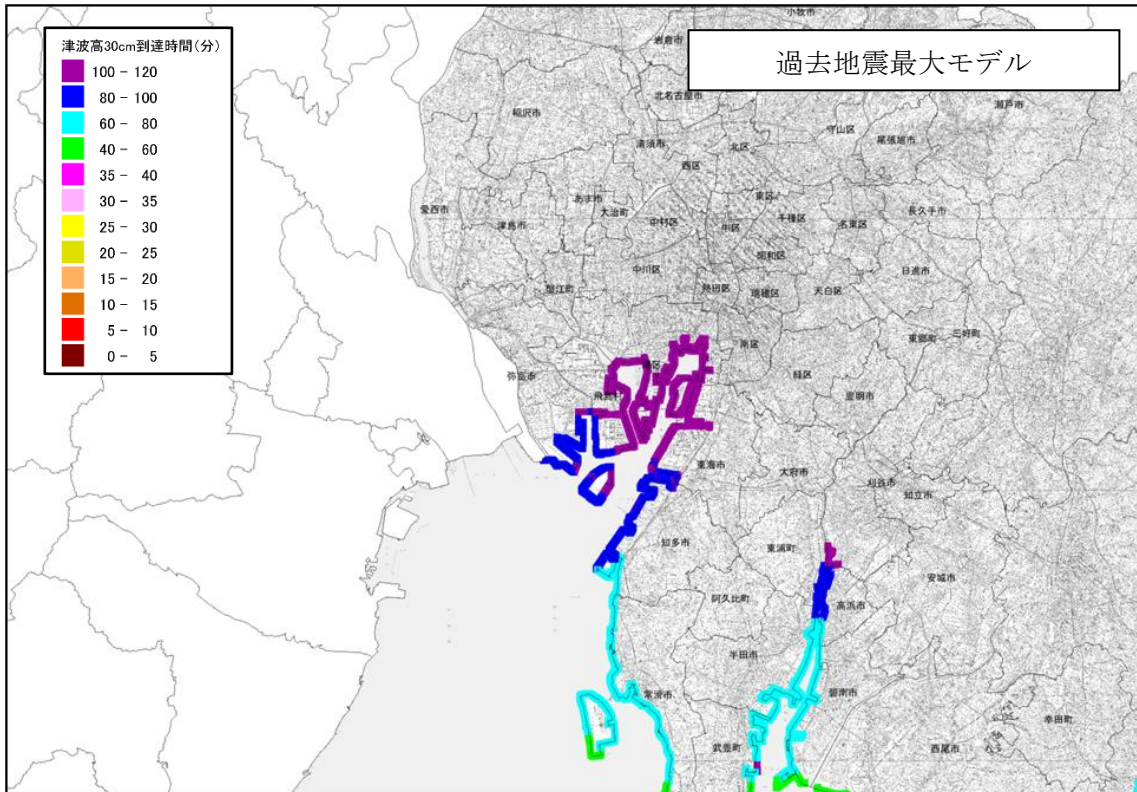 津波高30cm到達時間(分)
100 - 120
80 - 100
60 - 80
40 - 60
35 - 40
30 - 35
25 - 30
20 - 25
15 - 20
10 - 15
5 - 10
0 - 5
過去地震最大モデル
小牧市
岩倉市
北名古屋市
瀬戸市
稲沢市
守山区
尾張旭市
清須市
北区
西区
東区
あま市
大治町
中村区
中区
千種区
名東区
長久手市
愛西市
津島市
昭和区
中川区
日進市
蟹江町
熱田区
瑞穂区
天白区
南区
東郷町
三好町
港区
弥富市
緑区
飛島村
豊明市
東海市
大府市
刈谷市
知立市
知多市
東浦町
安城市
阿久比町
高浜市
半田市
常滑市
碧南市
幸田町
武豊町
西尾市